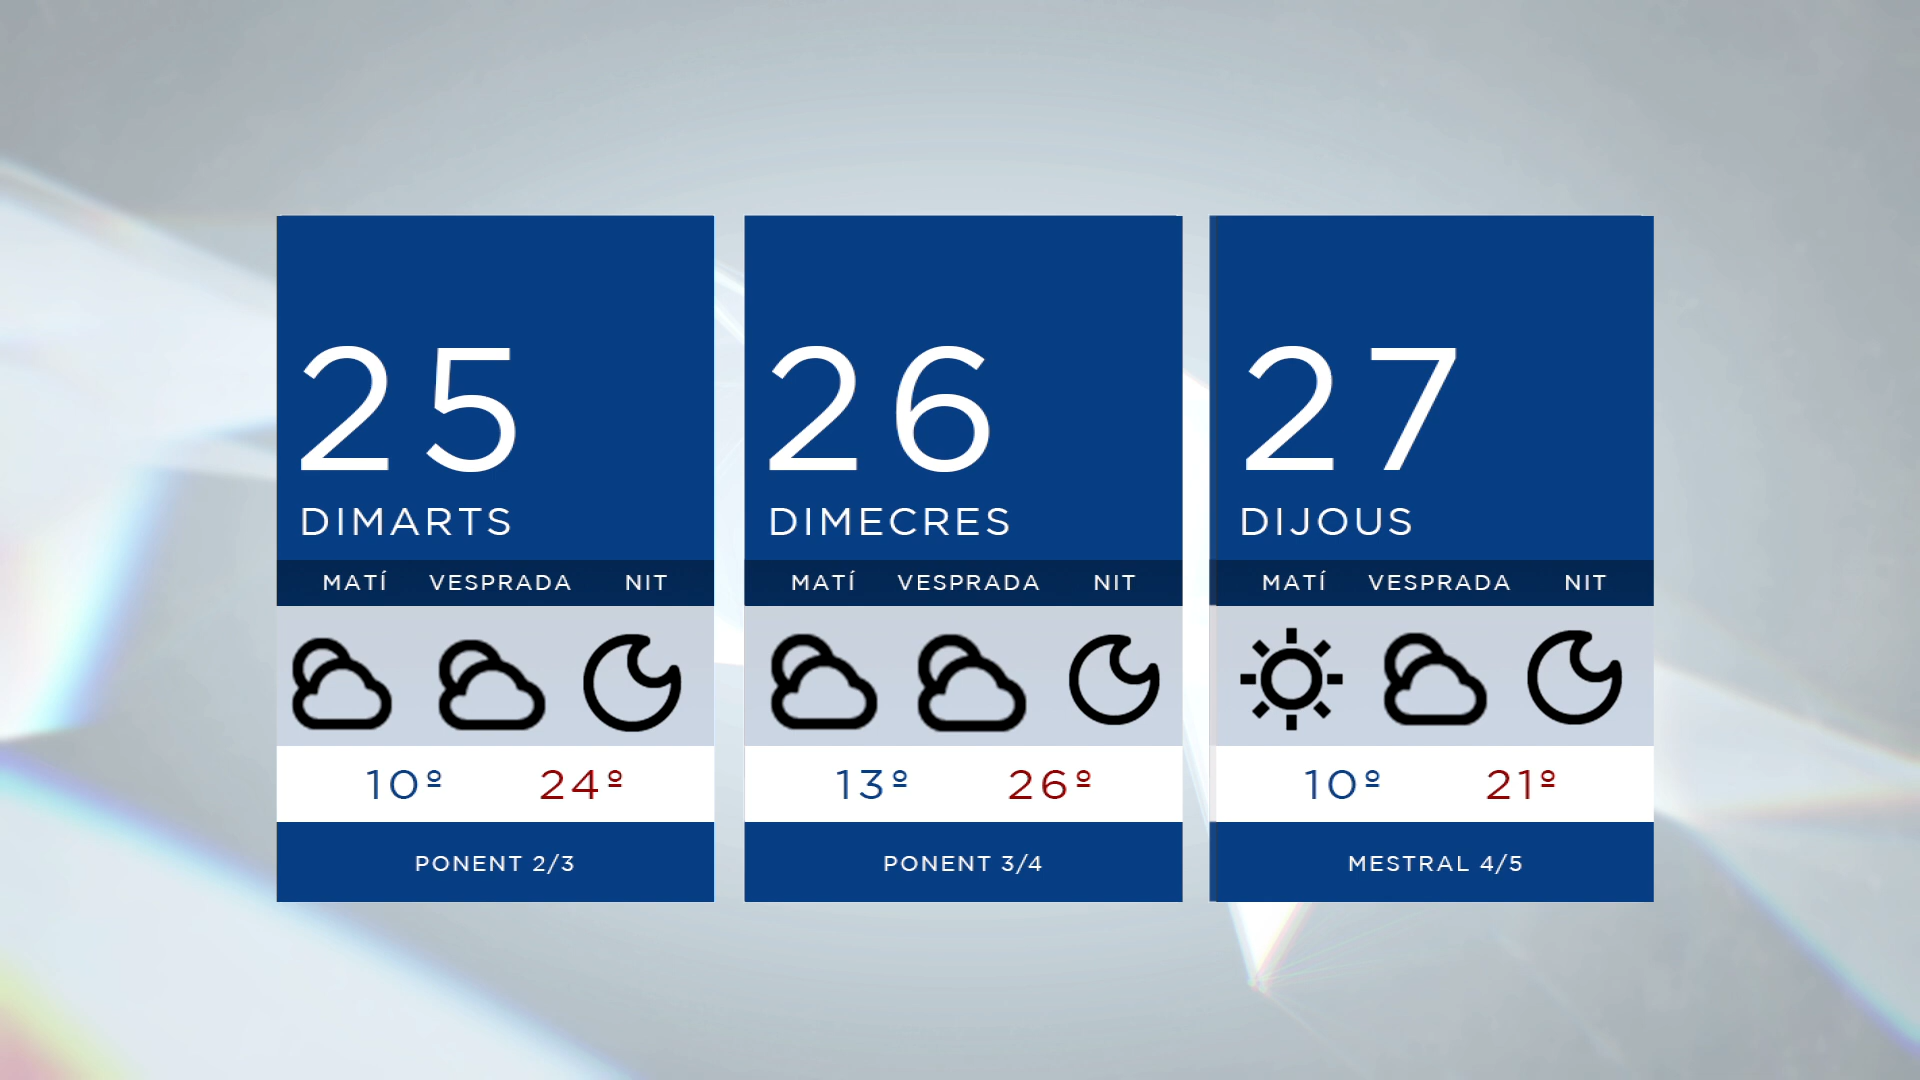 25
DIMARTS
MATÍ VESPRADA NIT
10º 24º
PONENT 2/3
26
DIMECRES
MATÍ VESPRADA NIT
13º 26º
PONENT 3/4
27
DIJOUS
MATÍ VESPRADA NIT
10º 21º
MESTRAL 4/5